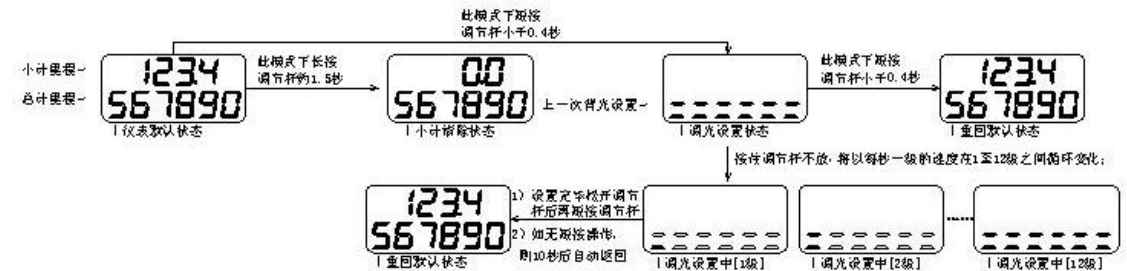 此模式下短按
调节杆小于0.4秒
小计里程
总计里程
123.4
567890
仪表默认状态
此模式下长按
调节杆约1.5秒
0.0
567890
小计清除状态
上一次背光设置
调光设置状态
此模式下短按
调节杆小于0.4秒
123.4
567890
重回默认状态
按住调节杆不放,将以每秒一级的速度在1至12级之间循环变化;
123.4
567890
重回默认状态
1) 设置完毕松开调节
杆后再短按调节杆
2) 如无短按操作,
则10秒后自动返回
调光设置中[1级]
调光设置中[2级]
······
调光设置中[12级]